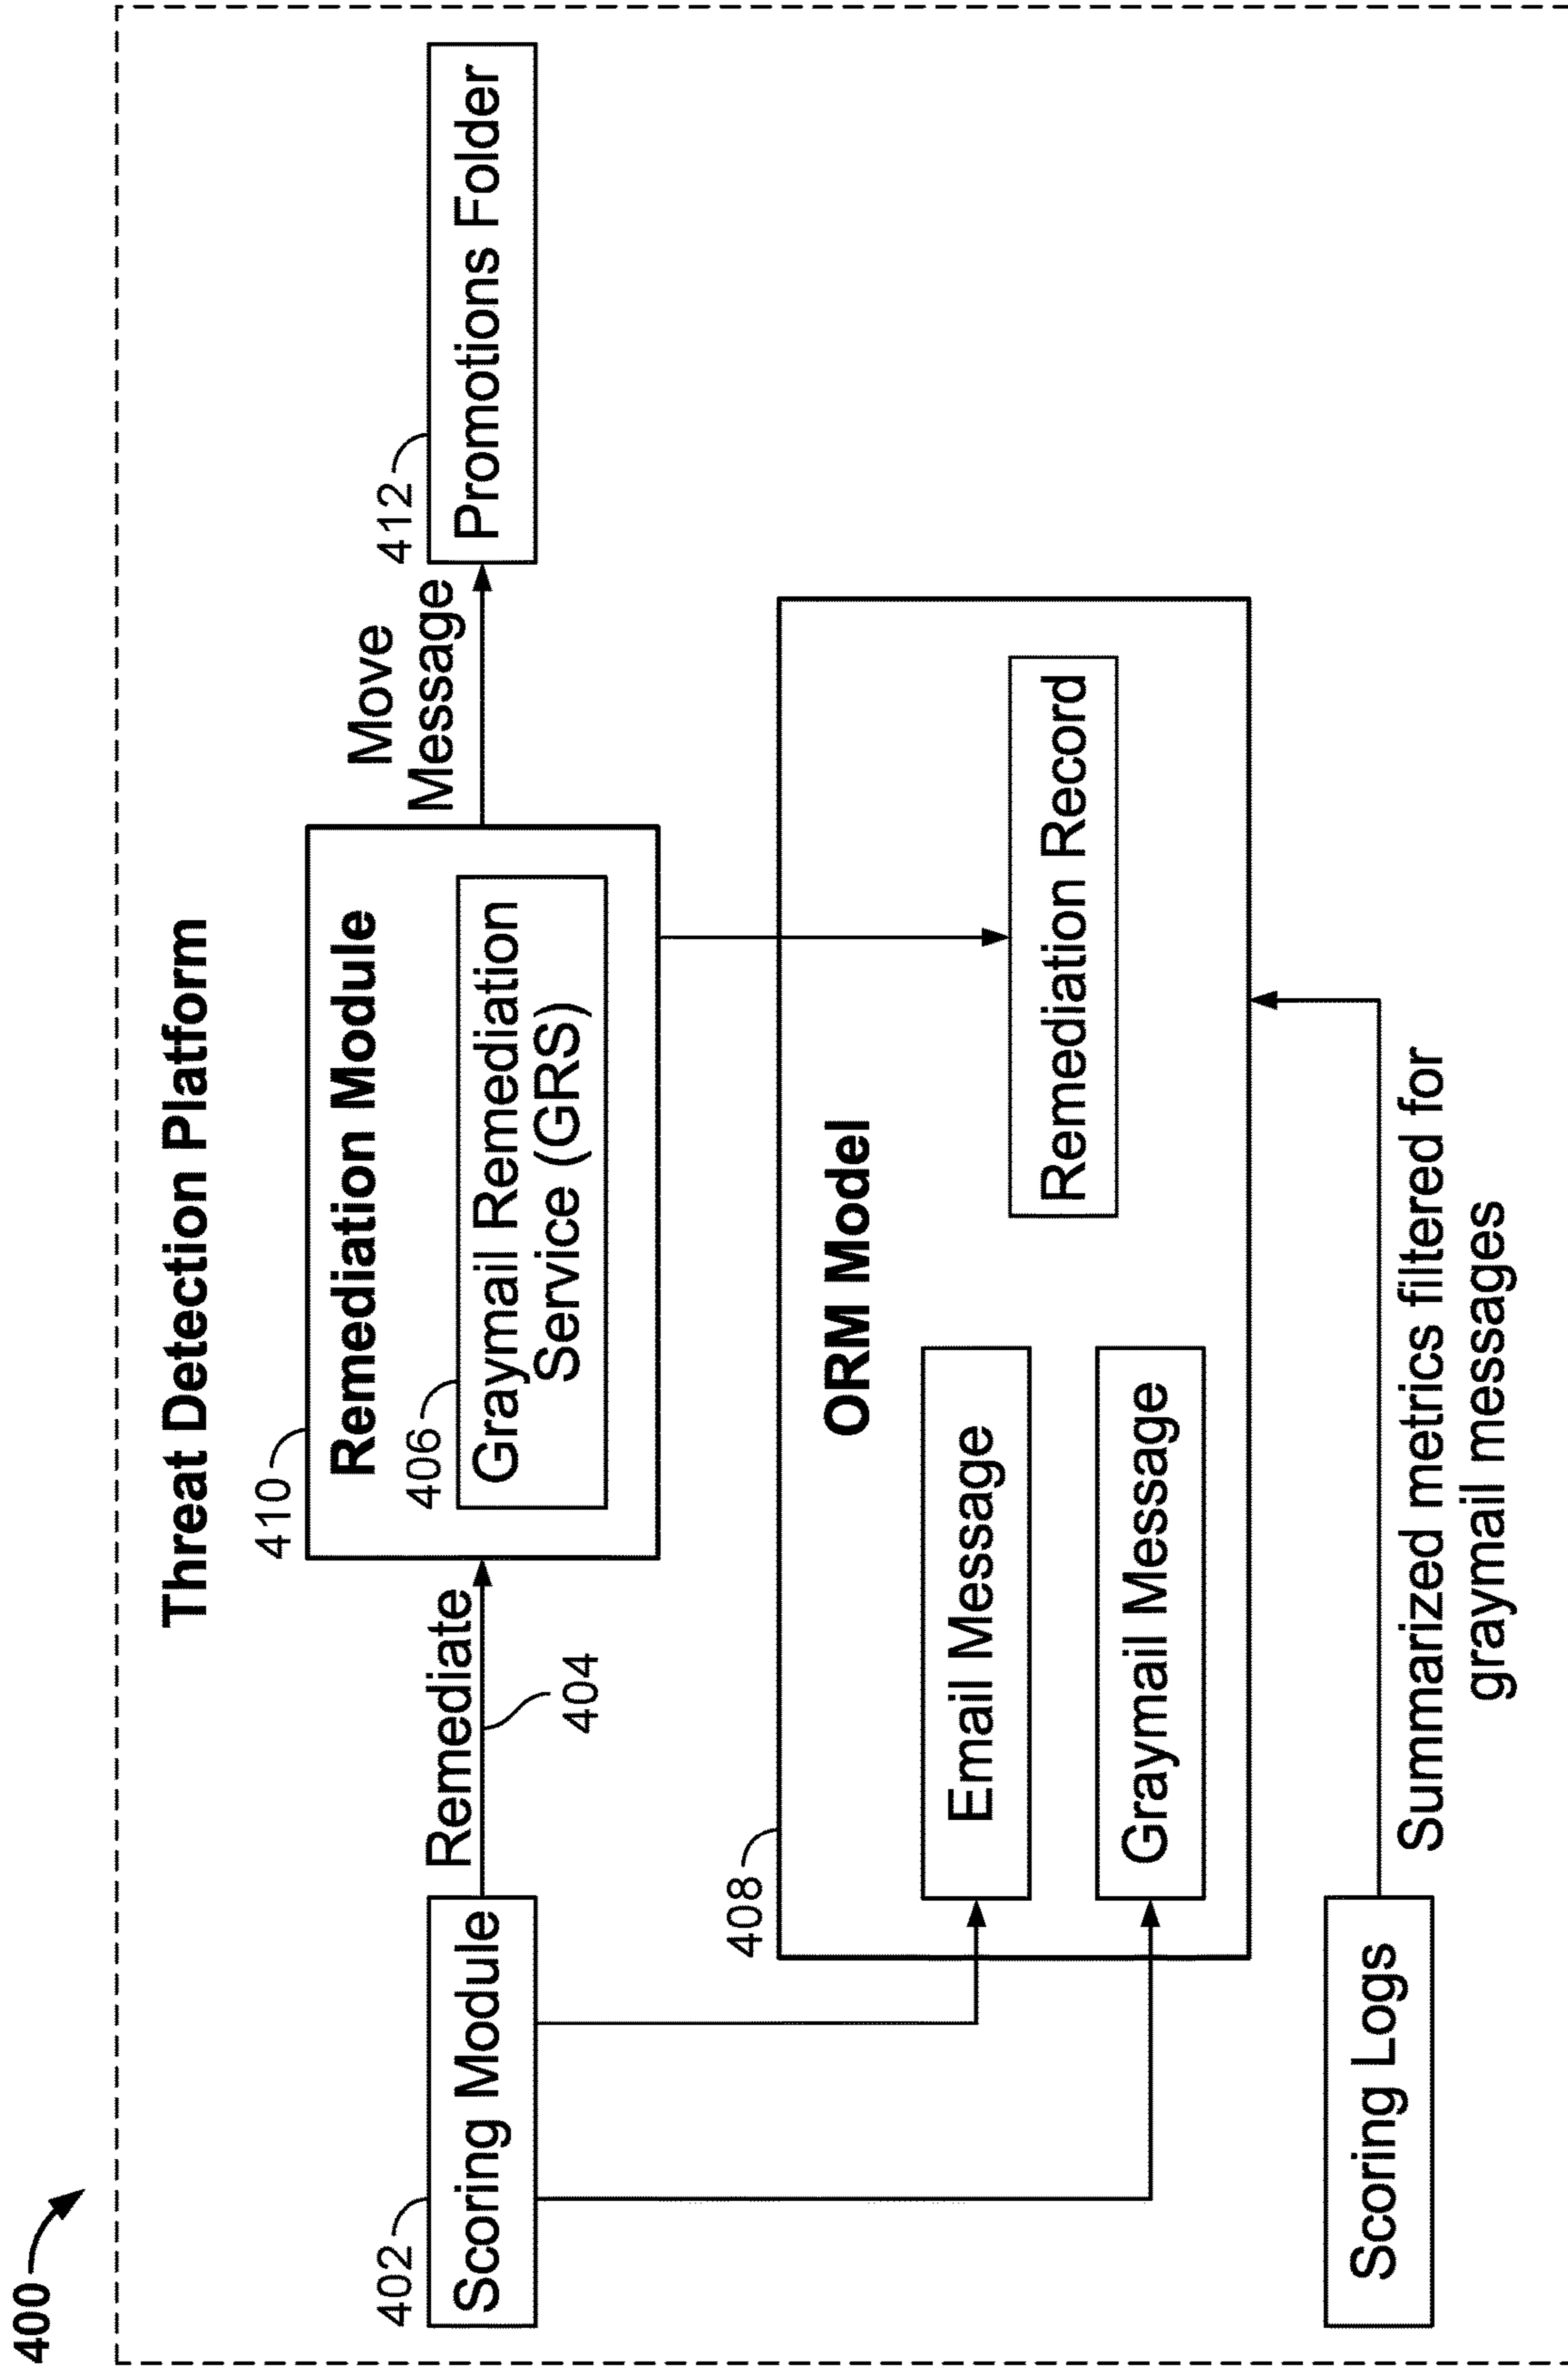 400
Threat Detection Platform
402
Scoring Module
Remediate
404
410
Remediation Module
406
Graymail Remediation
Service (GRS)
Move
Message
412
Promotions Folder
408
ORM Model
Email Message
Graymail Message
Remediation Record
Scoring Logs
Summarized metrics filtered for
graymail messages